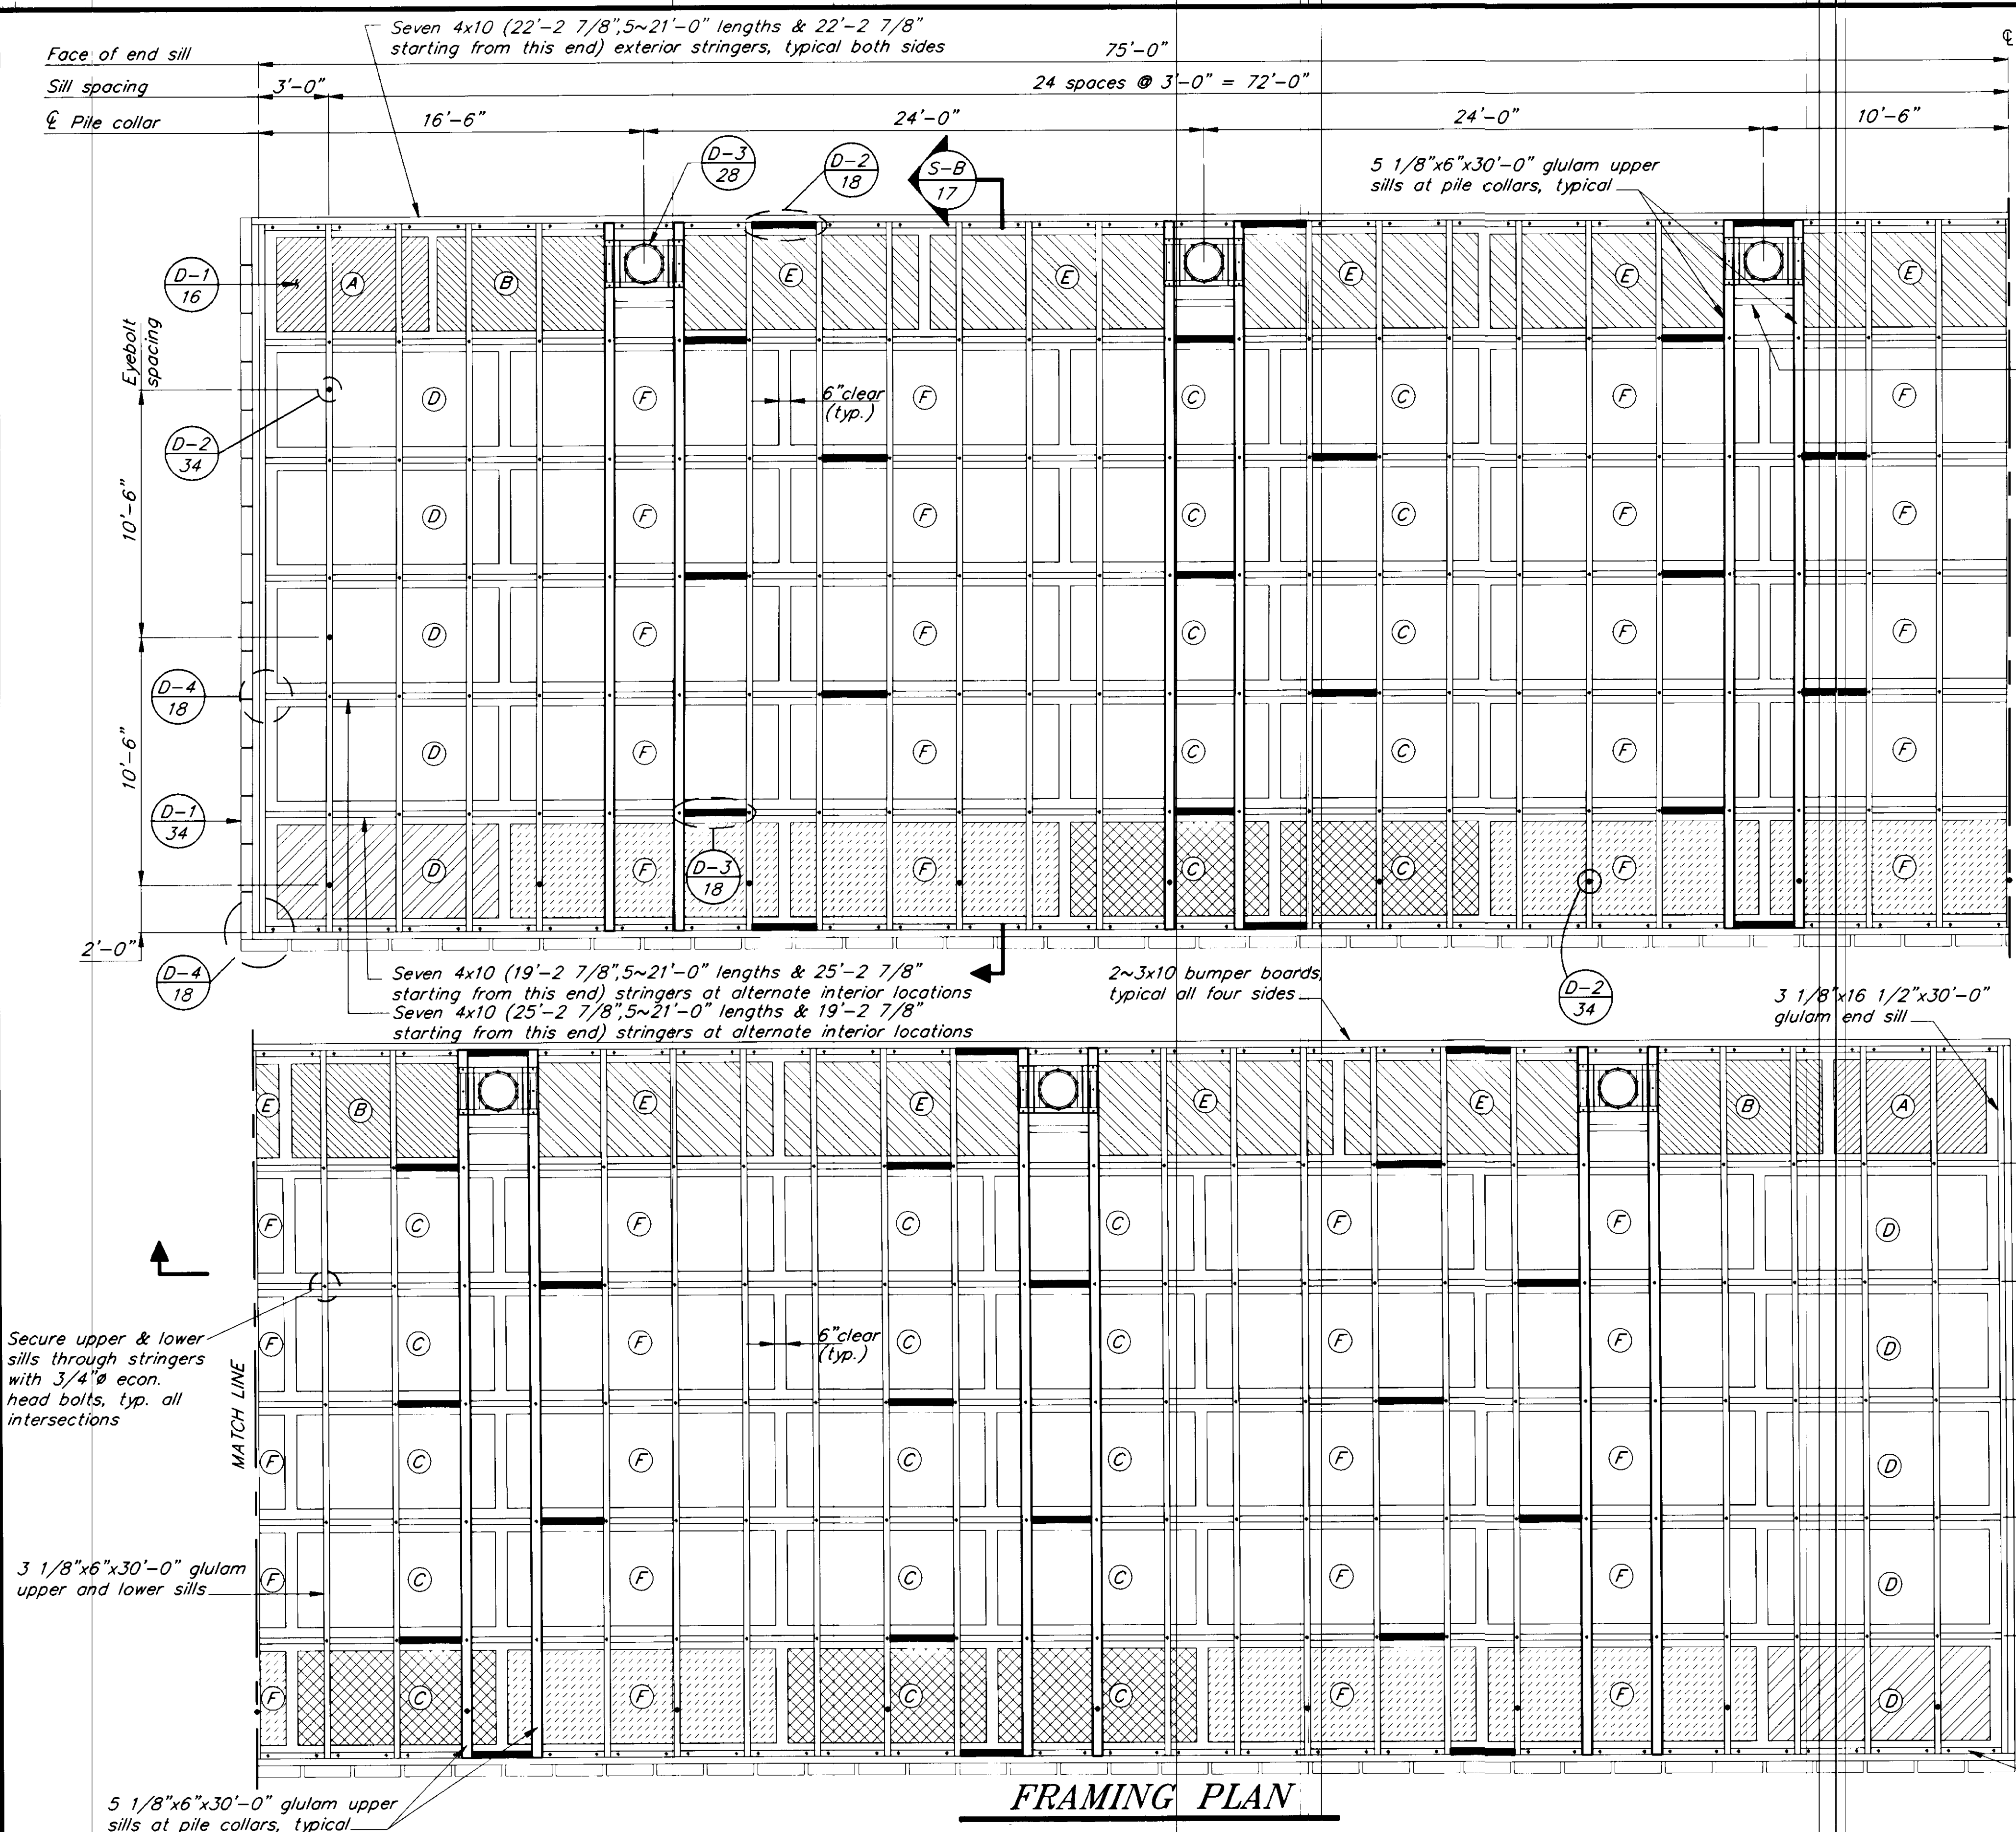 Seven 4x10 (22'-2 7/8",5~21'-0" lengths & 22'-2 7/8"
starting from this end) exterior stringers, typical both sides
℄
Face of end sill
75'-0"
Sill spacing
3'-0"
24 spaces @ 3'-0" = 72'-0"
℄ Pile collar
16'-6"
24'-0"
24'-0"
10'-6"
D-3
28
D-2
18
S-B
17
5 1/8"x6"x30'-0" glulam upper
sills at pile collars, typical
D-1
16
A
B
E
E
E
E
E
Eyebolt
spacing
6"clear
(typ.)
D
F
F
C
C
F
F
D-2
34
10'-6"
D
F
F
C
C
F
F
D
F
F
C
C
F
F
D-4
18
10'-6"
D
F
F
C
C
F
F
D-1
34
D
F
D-3
18
F
C
C
F
F
2'-0"
D-4
18
Seven 4x10 (19'-2 7/8",5~21'-0" lengths & 25'-2 7/8"
starting from this end) stringers at alternate interior locations
Seven 4x10 (25'-2 7/8",5~21'-0" lengths & 19'-2 7/8"
starting from this end) stringers at alternate interior locations
2~3x10 bumper boards,
typical all four sides
D-2
34
3 1/8"x16 1/2"x30'-0"
glulam end sill
E
B
E
E
E
E
B
A
F
C
F
C
C
F
F
D
Secure upper & lower
sills through stringers
with 3/4"ø econ.
head bolts, typ. all
intersections
MATCH LINE
6"clear
(typ.)
F
C
F
C
C
F
F
D
F
C
F
C
C
F
F
D
3 1/8"x6"x30'-0" glulam
upper and lower sills
F
C
F
C
C
F
F
D
F
C
F
C
C
F
F
D
5 1/8"x6"x30'-0" glulam upper
sills at pile collars, typical
FRAMING PLAN